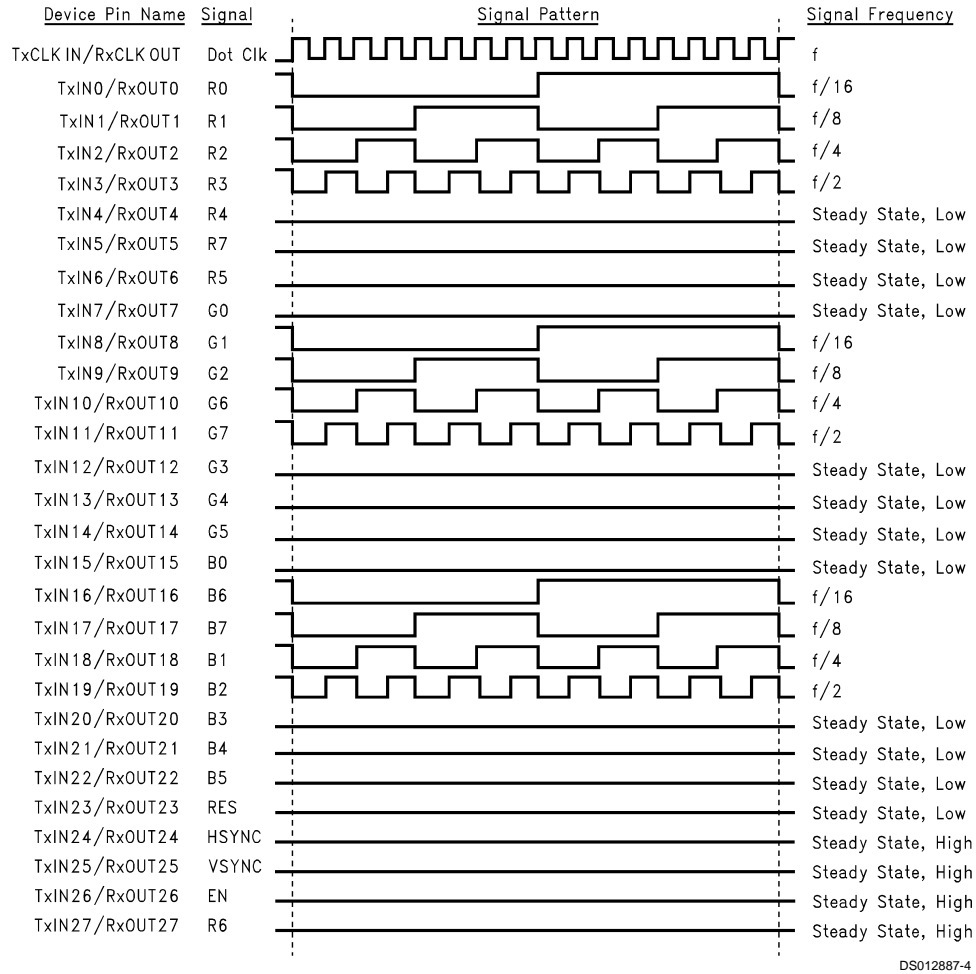 Device Pin Name Signal Signal Pattern Signal Frequency
TxCLK IN/RxCLK OUT Dot Clk f
TxIN0/RxOUT0 R0 f/16
TxIN1/RxOUT1 R1 f/8
TxIN2/RxOUT2 R2 f/4
TxIN3/RxOUT3 R3 f/2
TxIN4/RxOUT4 R4 Steady State, Low
TxIN5/RxOUT5 R7 Steady State, Low
TxIN6/RxOUT6 R5 Steady State, Low
TxIN7/RxOUT7 G0 Steady State, Low
TxIN8/RxOUT8 G1 f/16
TxIN9/RxOUT9 G2 f/8
TxIN10/RxOUT10 G6 f/4
TxIN11/RxOUT11 G7 f/2
TxIN12/RxOUT12 G3 Steady State, Low
TxIN13/RxOUT13 G4 Steady State, Low
TxIN14/RxOUT14 G5 Steady State, Low
TxIN15/RxOUT15 B0 Steady State, Low
TxIN16/RxOUT16 B6 f/16
TxIN17/RxOUT17 B7 f/8
TxIN18/RxOUT18 B1 f/4
TxIN19/RxOUT19 B2 f/2
TxIN20/RxOUT20 B3 Steady State, Low
TxIN21/RxOUT21 B4 Steady State, Low
TxIN22/RxOUT22 B5 Steady State, Low
TxIN23/RxOUT23 RES Steady State, Low
TxIN24/RxOUT24 HSYNC Steady State, High
TxIN25/RxOUT25 VSYNC Steady State, High
TxIN26/RxOUT26 EN Steady State, High
TxIN27/RxOUT27 R6 Steady State, High
DS012887-4